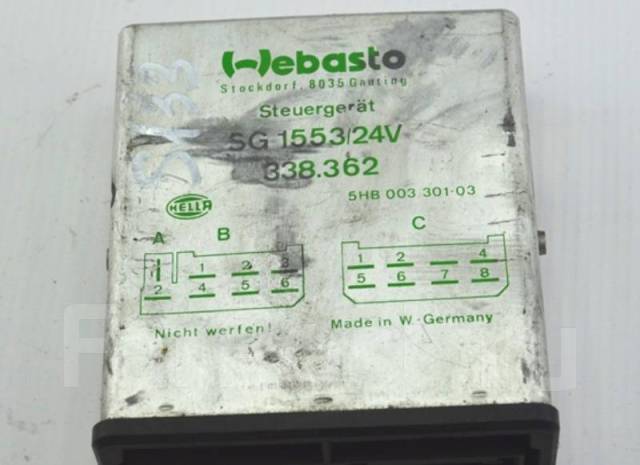 Webasto
Stockdorf, 8035 Gauting
Steuergerät
SG 1553/24V
338.362
5HB 003 301-03
HELLA
A B C
1 1 2 3 1 2 4
2 4 5 6 5 6 7 8
Nicht werfen! Made in W.-Germany